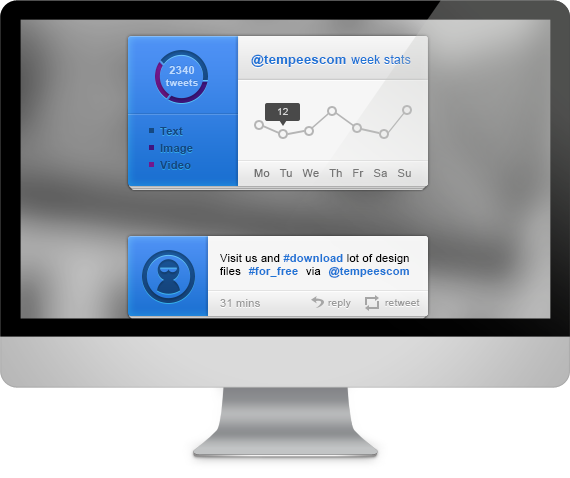 2340
tweets
@tempeescom week stats
12
Text
Image
Video
Mo Tu We Th Fr Sa Su
Visit us and #download lot of design
files #for_free via @tempeescom
31 mins reply retweet